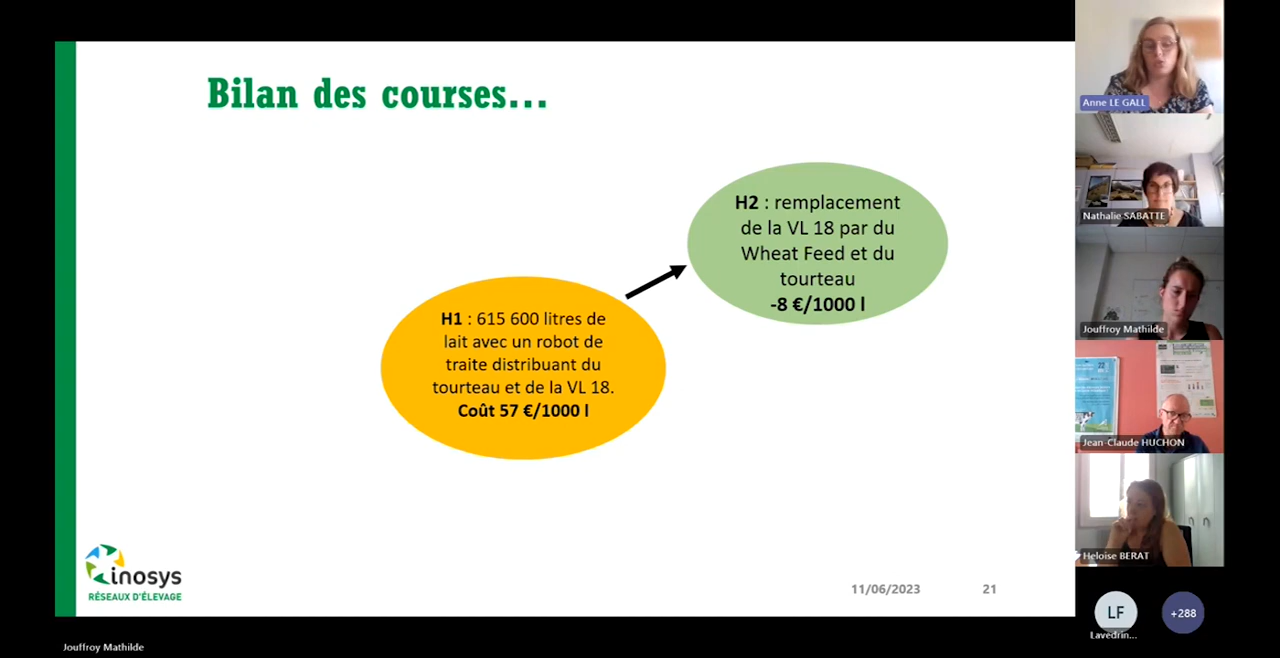 Bilan des courses...
H2 : remplacement
de la VL 18 par du
Wheat Feed et du
tourteau
-8 €/1000 l
H1 : 615 600 litres de
lait avec un robot de
traite distribuant du
tourteau et de la VL 18.
Coût 57 €/1000 l
inosys
RÉSEAUX D'ÉLEVAGE
11/06/2023
21
Jouffroy Mathilde
Anne LE GALL
Nathalie SABATTE
Jouffroy Mathilde
Jean-Claude HUCHON
Heloise BERAT
LF
+288
Lavedrin...